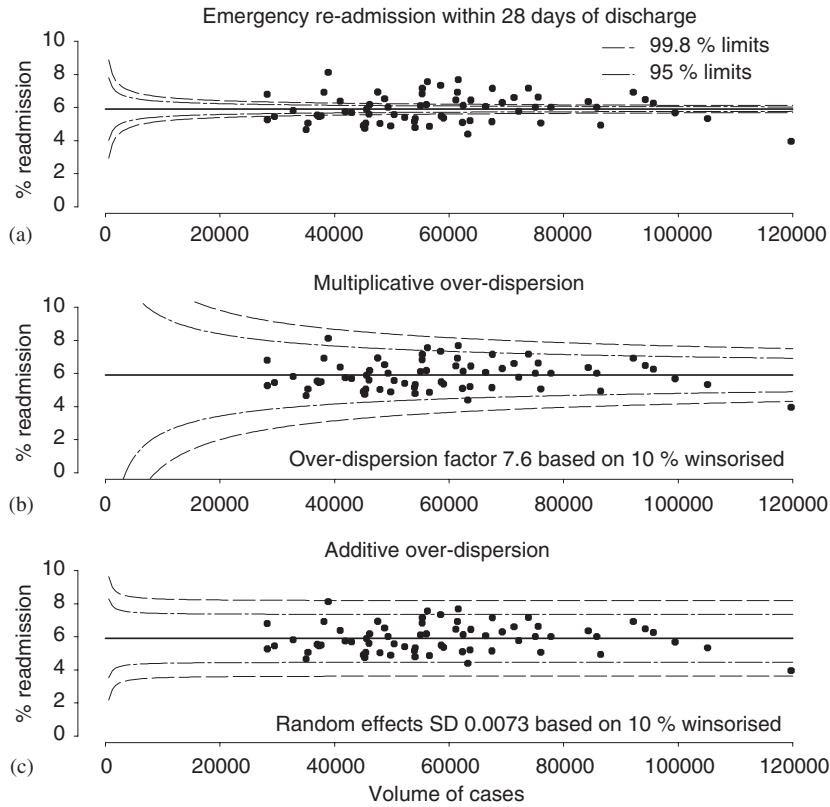 Emergency re-admission within 28 days of discharge
99.8 % limits
95 % limits
% readmission
10
8
6
4
2
0
0 20000 40000 60000 80000 100000 120000
(a)
Multiplicative over-dispersion
% readmission
10
8
6
4
2
0
Over-dispersion factor 7.6 based on 10 % winsorised
0 20000 40000 60000 80000 100000 120000
(b)
Additive over-dispersion
% readmission
10
8
6
4
2
0
Random effects SD 0.0073 based on 10 % winsorised
0 20000 40000 60000 80000 100000 120000
(c)
Volume of cases